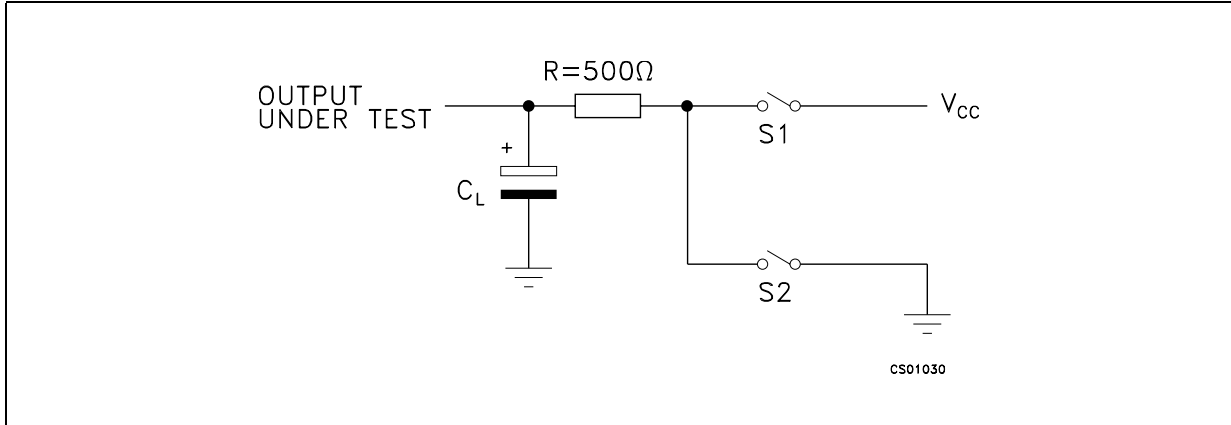 R=500Ω
OUTPUT
UNDER TEST
V_CC
S1
+
C_L
S2
CS01030